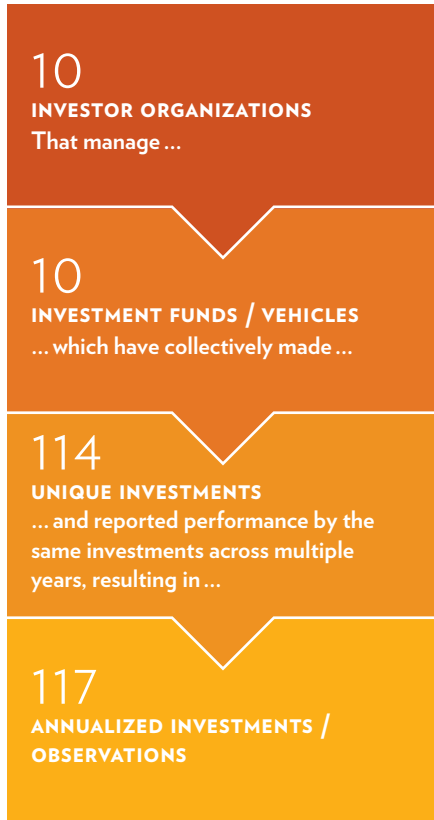 10
INVESTOR ORGANIZATIONS
That manage ...
10
INVESTMENT FUNDS / VEHICLES
... which have collectively made ...
114
UNIQUE INVESTMENTS
... and reported performance by the
same investments across multiple
years, resulting in ...
117
ANNUALIZED INVESTMENTS /
OBSERVATIONS